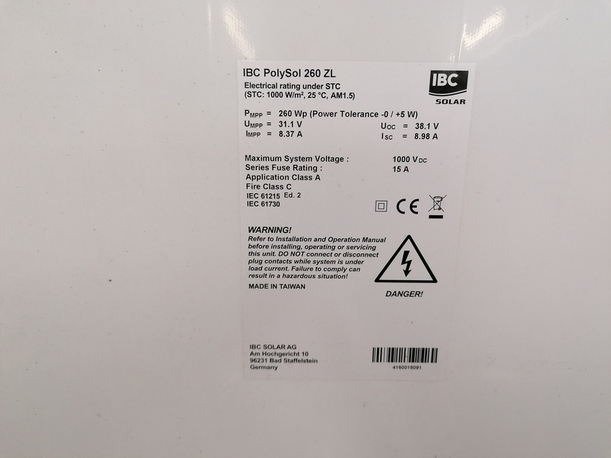 IBC PolySol 260 ZL
Electrical rating under STC
(STC: 1000 W/m², 25 °C, AM1.5)
IBC
SOLAR
PMPP = 260 Wp (Power Tolerance -0 / +5 W)
UMPP = 31.1 V UOC = 38.1 V
IMPP = 8.37 A ISC = 8.98 A
Maximum System Voltage : 1000 VDC
Series Fuse Rating : 15 A
Application Class A
Fire Class C
IEC 61215 Ed. 2
IEC 61730
CE
WARNING!
Refer to Installation and Operation Manual
before installing, operating or servicing
this unit. DO NOT connect or disconnect
plug contacts while system is under
load current. Failure to comply can
result in a hazardous situation!
MADE IN TAIWAN
DANGER!
IBC SOLAR AG
Am Hochgericht 10
96231 Bad Staffelstein
Germany
4160018091